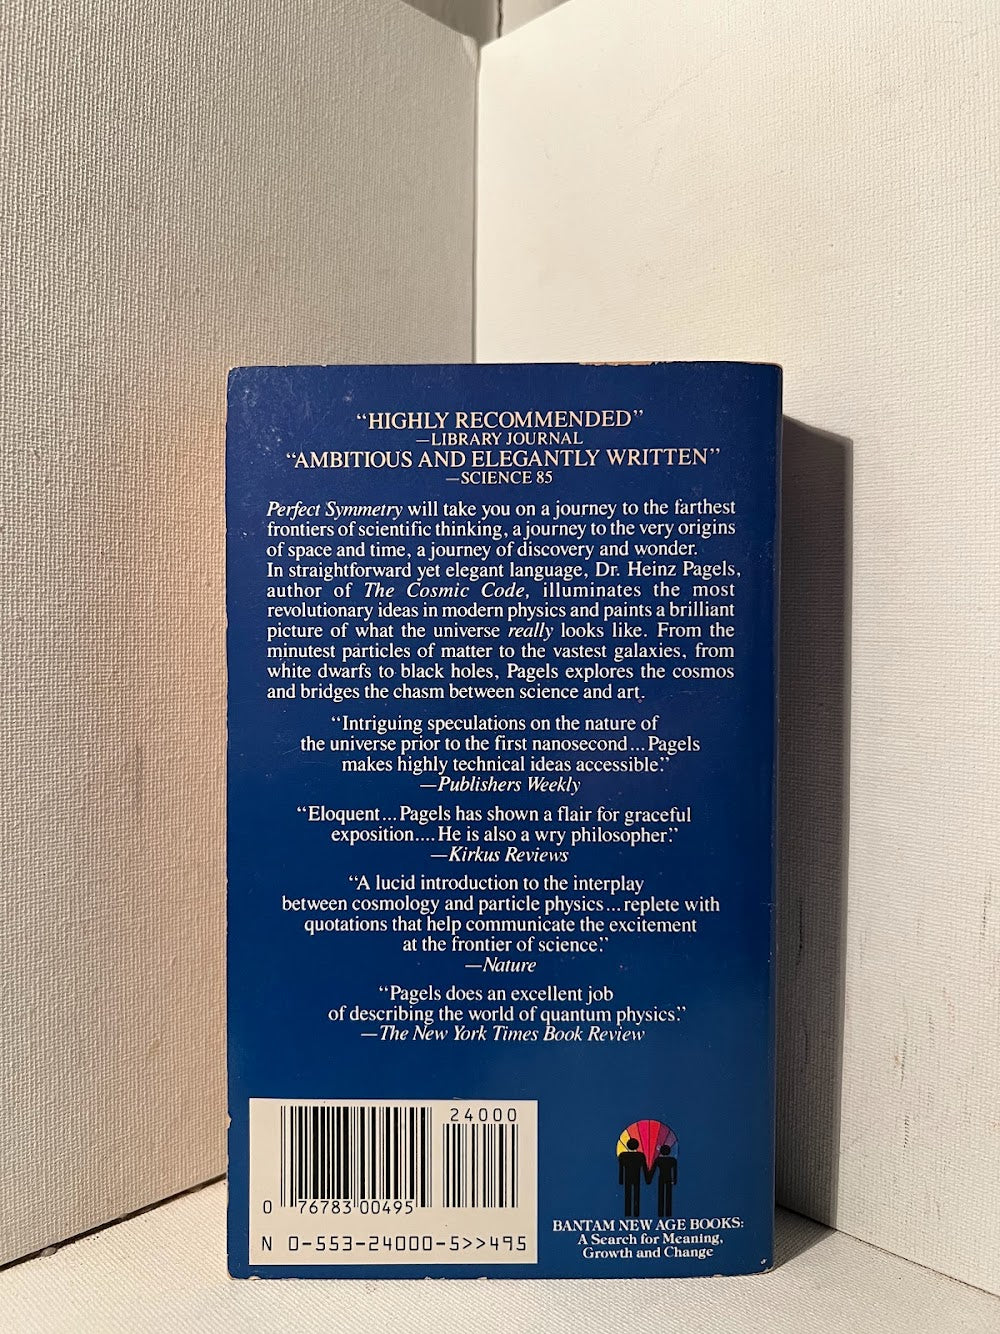 “HIGHLY RECOMMENDED”
—LIBRARY JOURNAL
“AMBITIOUS AND ELEGANTLY WRITTEN”
—SCIENCE 85
Perfect Symmetry will take you on a journey to the farthest
frontiers of scientific thinking, a journey to the very origins
of space and time, a journey of discovery and wonder.
In straightforward yet elegant language, Dr. Heinz Pagels,
author of The Cosmic Code, illuminates the most
revolutionary ideas in modern physics and paints a brilliant
picture of what the universe really looks like. From the
minutest particles of matter to the vastest galaxies, from
white dwarfs to black holes, Pagels explores the cosmos
and bridges the chasm between science and art.
“Intriguing speculations on the nature of
the universe prior to the first nanosecond...Pagels
makes highly technical ideas accessible.”
—Publishers Weekly
“Eloquent...Pagels has shown a flair for graceful
exposition....He is also a wry philosopher.”
—Kirkus Reviews
“A lucid introduction to the interplay
between cosmology and particle physics...replete with
quotations that help communicate the excitement
at the frontier of science.”
—Nature
“Pagels does an excellent job
of describing the world of quantum physics.”
—The New York Times Book Review
24000
0 76783 00495
N 0-553-24000-5>>495
BANTAM NEW AGE BOOKS:
A Search for Meaning,
Growth and Change